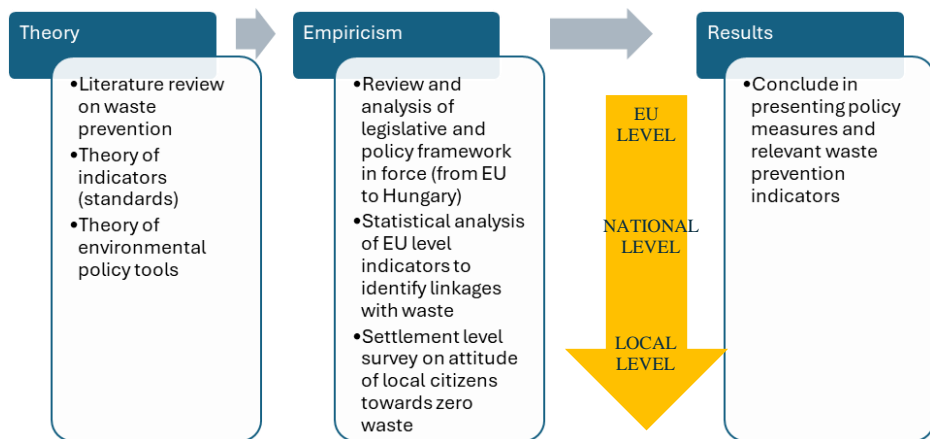 Theory
•Literature review
on waste
prevention
•Theory of
indicators
(standards)
•Theory of
environmental
policy tools
Empiricism
•Review and
analysis of
legislative and
policy framework
in force (from EU
to Hungary)
•Statistical analysis
of EU level
indicators to
identify linkages
with waste
•Settlement level
survey on attitude
of local citizens
towards zero
waste
EU
LEVEL
NATIONAL
LEVEL
LOCAL
LEVEL
Results
•Conclude in
presenting policy
measures and
relevant waste
prevention
indicators